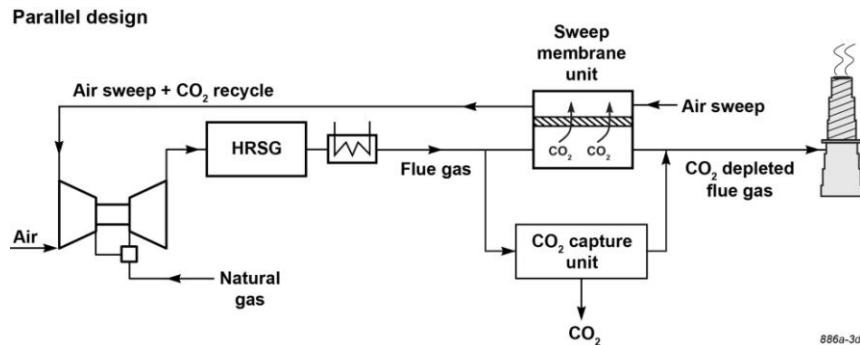 Parallel design
Sweep
membrane
unit
Air sweep + CO₂ recycle
Air sweep
HRSG
CO₂ CO₂
Flue gas
CO₂ depleted
flue gas
Air
Natural
gas
CO₂ capture
unit
CO₂
886a-3d